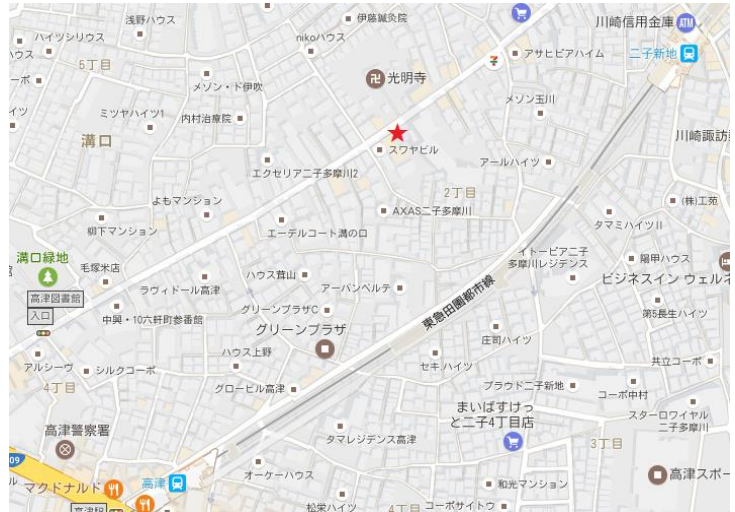 浅野ハウス
伊藤鍼灸院
川崎信用金庫
ATM
ハイツシリウス
nikoハウス
アサヒビアハイム
二子新地
ハウス
5丁目
7
コーポ
メゾン・ド伊吹
卍 光明寺
メゾン玉川
ミツヤハイツ1
内村治療院
川崎諏訪
溝口
スワヤビル
アールハイツ
エクセリア二子多摩川2
2丁目
よもマンション
(株)工苑
AXAS二子多摩川
タマミハイツII
柳下マンション
エーデルコート溝の口
溝口緑地
毛塚米店
ハウス茸山
イトーピア二子
多摩川レジデンス
陽甲ハウス
ビジネスイン ウェルネ
高津図書館
入口
ラヴィドール高津
アーバンベルテ
東急田園都市線
中興・10六軒町参番館
グリーンプラザC
第5長生ハイツ
グリーンプラザ
庄司ハイツ
アルシーヴ
シルクコーポ
ハウス上野
セキハイツ
共立コーポ
4丁目
グロービル高津
プラウド二子新地
コーポ中村
まいばすけっ
と二子4丁目店
スターロワイヤル
二子多摩川
高津警察署
タマレジデンス高津
3丁目
09
オーケーハウス
高津スポー
マクドナルド
高津
和光マンション
高津駅
松栄ハイツ
4丁目
コーポサイトウ